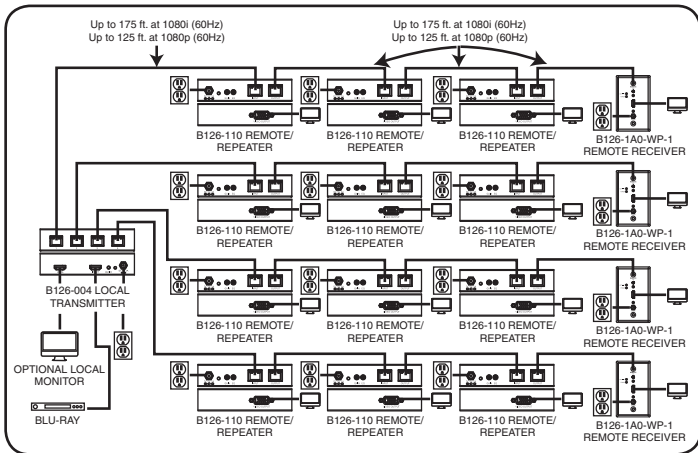 Up to 175 ft. at 1080i (60Hz)
Up to 125 ft. at 1080p (60Hz)
Up to 175 ft. at 1080i (60Hz)
Up to 125 ft. at 1080p (60Hz)
B126-110 REMOTE/
REPEATER
B126-110 REMOTE/
REPEATER
B126-110 REMOTE/
REPEATER
B126-1A0-WP-1
REMOTE RECEIVER
B126-110 REMOTE/
REPEATER
B126-110 REMOTE/
REPEATER
B126-110 REMOTE/
REPEATER
B126-1A0-WP-1
REMOTE RECEIVER
B126-004 LOCAL
TRANSMITTER
B126-110 REMOTE/
REPEATER
B126-110 REMOTE/
REPEATER
B126-110 REMOTE/
REPEATER
B126-1A0-WP-1
REMOTE RECEIVER
OPTIONAL LOCAL
MONITOR
BLU-RAY
B126-110 REMOTE/
REPEATER
B126-110 REMOTE/
REPEATER
B126-110 REMOTE/
REPEATER
B126-1A0-WP-1
REMOTE RECEIVER